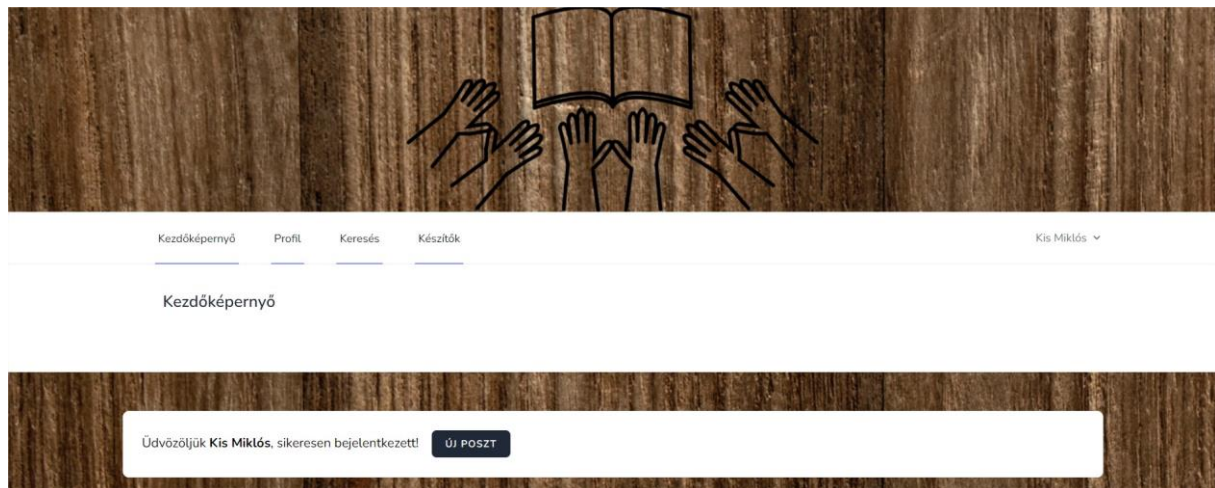 Kezdőképernyő Profil Keresés Készítők Kis Miklós
Kezdőképernyő
Üdvözöljük Kis Miklós, sikeresen bejelentkezett! ÚJ POSZT